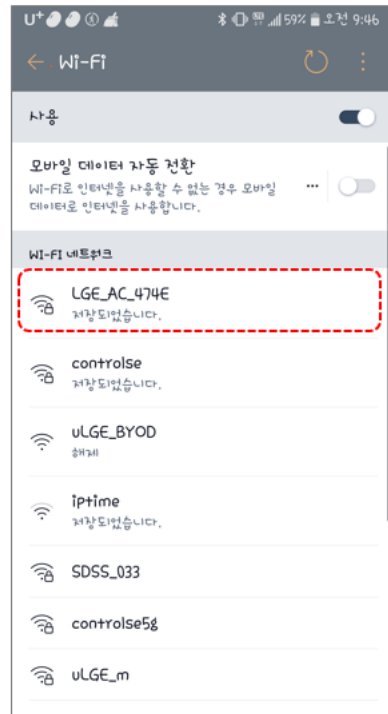 U+ 59% 오전 9:46
Wi-Fi
사용
모바일 데이터 자동 전환
Wi-Fi로 인터넷을 사용할 수 없는 경우 모바일
데이터로 인터넷을 사용합니다.
WI-FI 네트워크
LGE_AC_474E
저장되었습니다.
controlse
저장되었습니다.
uLGE_BYOD
해제
iptime
저장되었습니다.
SDSS_033
controlse5g
uLGE_m